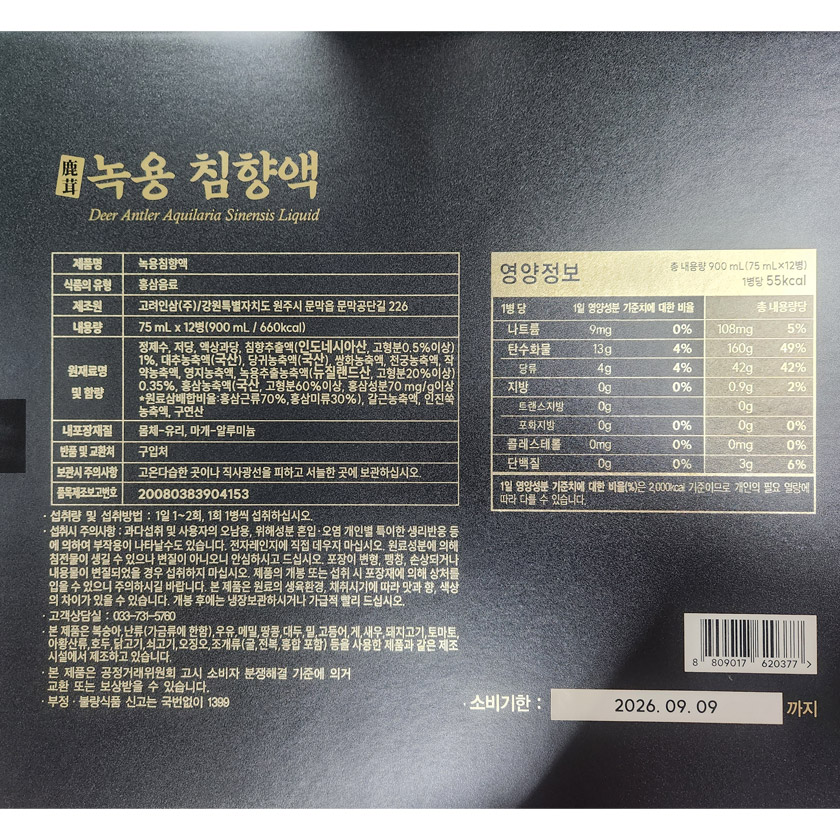 鹿茸 녹용 침향액
Deer Antler Aquilaria Sinensis Liquid
제품명 녹용침향액
식품의 유형 홍삼음료
제조원 고려인삼(주)/강원특별자치도 원주시 문막읍 문막공단길 226
내용량 75 mL x 12병(900 mL / 660kcal)
원재료명 및 함량
정제수, 저당, 액상과당, 침향추출액(인도네시아산, 고형분0.5%이상)
1%, 대추농축액(국산), 당귀농축액(국산), 쌍화농축액, 천궁농축액, 작
약농축액, 영지농축액, 녹용추출농축액(뉴질랜드산, 고형분20%이상)
0.35%, 홍삼농축액(국산, 고형분60%이상, 홍삼성분70 mg/g이상
*원료삼배합비율:홍삼근류70%,홍삼미류30%), 갈근농축액, 인진쑥
농축액, 구연산
내포장재질 몸체-유리, 마개-알루미늄
반품 및 교환처 구입처
보관시 주의사항 고온다습한 곳이나 직사광선을 피하고 서늘한 곳에 보관하십시오.
품목제조보고번호 20080383904153
· 섭취량 및 섭취방법 : 1일 1~2회, 1회 1병씩 섭취하십시오.
· 섭취시 주의사항 : 과다섭취 및 사용자의 오남용, 위해성분 혼입·오염 개인별 특이한 생리반응 등
에 의하여 부작용이 나타날수도 있습니다. 전자레인지에 직접 데우지 마십시오. 원료성분에 의해
침전물이 생길 수 있으나 변질이 아니오니 안심하시고 드십시오. 포장이 변형, 팽창, 손상되거나
내용물이 변질되었을 경우 섭취하지 마십시오. 제품의 개봉 또는 섭취 시 포장재에 의해 상처를
입을 수 있으니 주의하시길 바랍니다. 본 제품은 원료의 생육환경, 채취시기에 따라 맛과 향, 색상
의 차이가 있을 수 있습니다. 개봉 후에는 냉장보관하시거나 가급적 빨리 드십시오.
· 고객상담실 : 033-731-5760
· 본 제품은 복숭아,난류(가금류에 한함),우유,메밀,땅콩,대두,밀,고등어,게,새우,돼지고기,토마토,
아황산류,호두,닭고기,쇠고기,오징어,조개류(굴,전복,홍합 포함) 등을 사용한 제품과 같은 제조
시설에서 제조하고 있습니다.
· 본 제품은 공정거래위원회 고시 소비자 분쟁해결 기준에 의거
교환 또는 보상받을 수 있습니다.
· 부정 · 불량식품 신고는 국번없이 1399
영양정보 총 내용량 900 mL(75 mL×12병)
1병당 55kcal
1병 당 1일 영양성분 기준치에 대한 비율 총 내용량당
나트륨 9mg 0% 108mg 5%
탄수화물 13g 4% 160g 49%
당류 4g 4% 42g 42%
지방 0g 0% 0.9g 2%
트랜스지방 0g 0g
포화지방 0g 0% 0g 0%
콜레스테롤 0mg 0% 0mg 0%
단백질 0g 0% 3g 6%
1일 영양성분 기준치에 대한 비율(%)은 2,000kcal 기준이므로 개인의 필요 열량에
따라 다를 수 있습니다.
8 809017 620377 >
· 소비기한 : 2026. 09. 09 까지